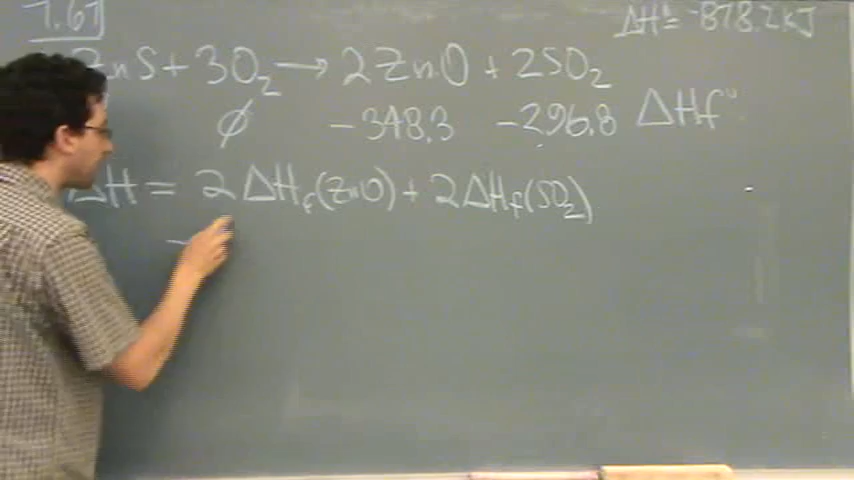 7.67
ΔH°= -878.2 kJ
ZnS + 3O₂ → 2ZnO + 2SO₂
∅ -348.3 -296.8 ΔHf°
ΔH = 2ΔHf(ZnO) + 2ΔHf(SO₂)
-